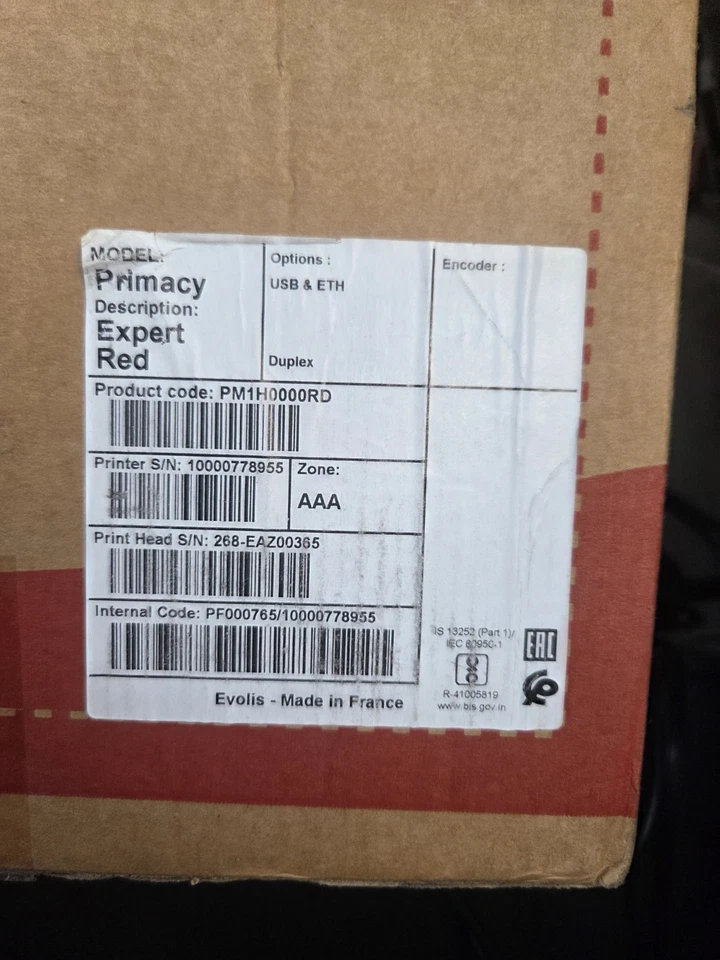 MODEL:
Primacy
Description:
Expert
Red
Options :
USB & ETH
Duplex
Encoder :
Product code: PM1H0000RD
Printer S/N: 10000778955
Zone:
AAA
Print Head S/N: 268-EAZ00365
Internal Code: PF000765/10000778955
IS 13252 (Part 1)/
IEC 60950-1
EAC
R-41005819
www.bis.gov.in
Evolis - Made in France